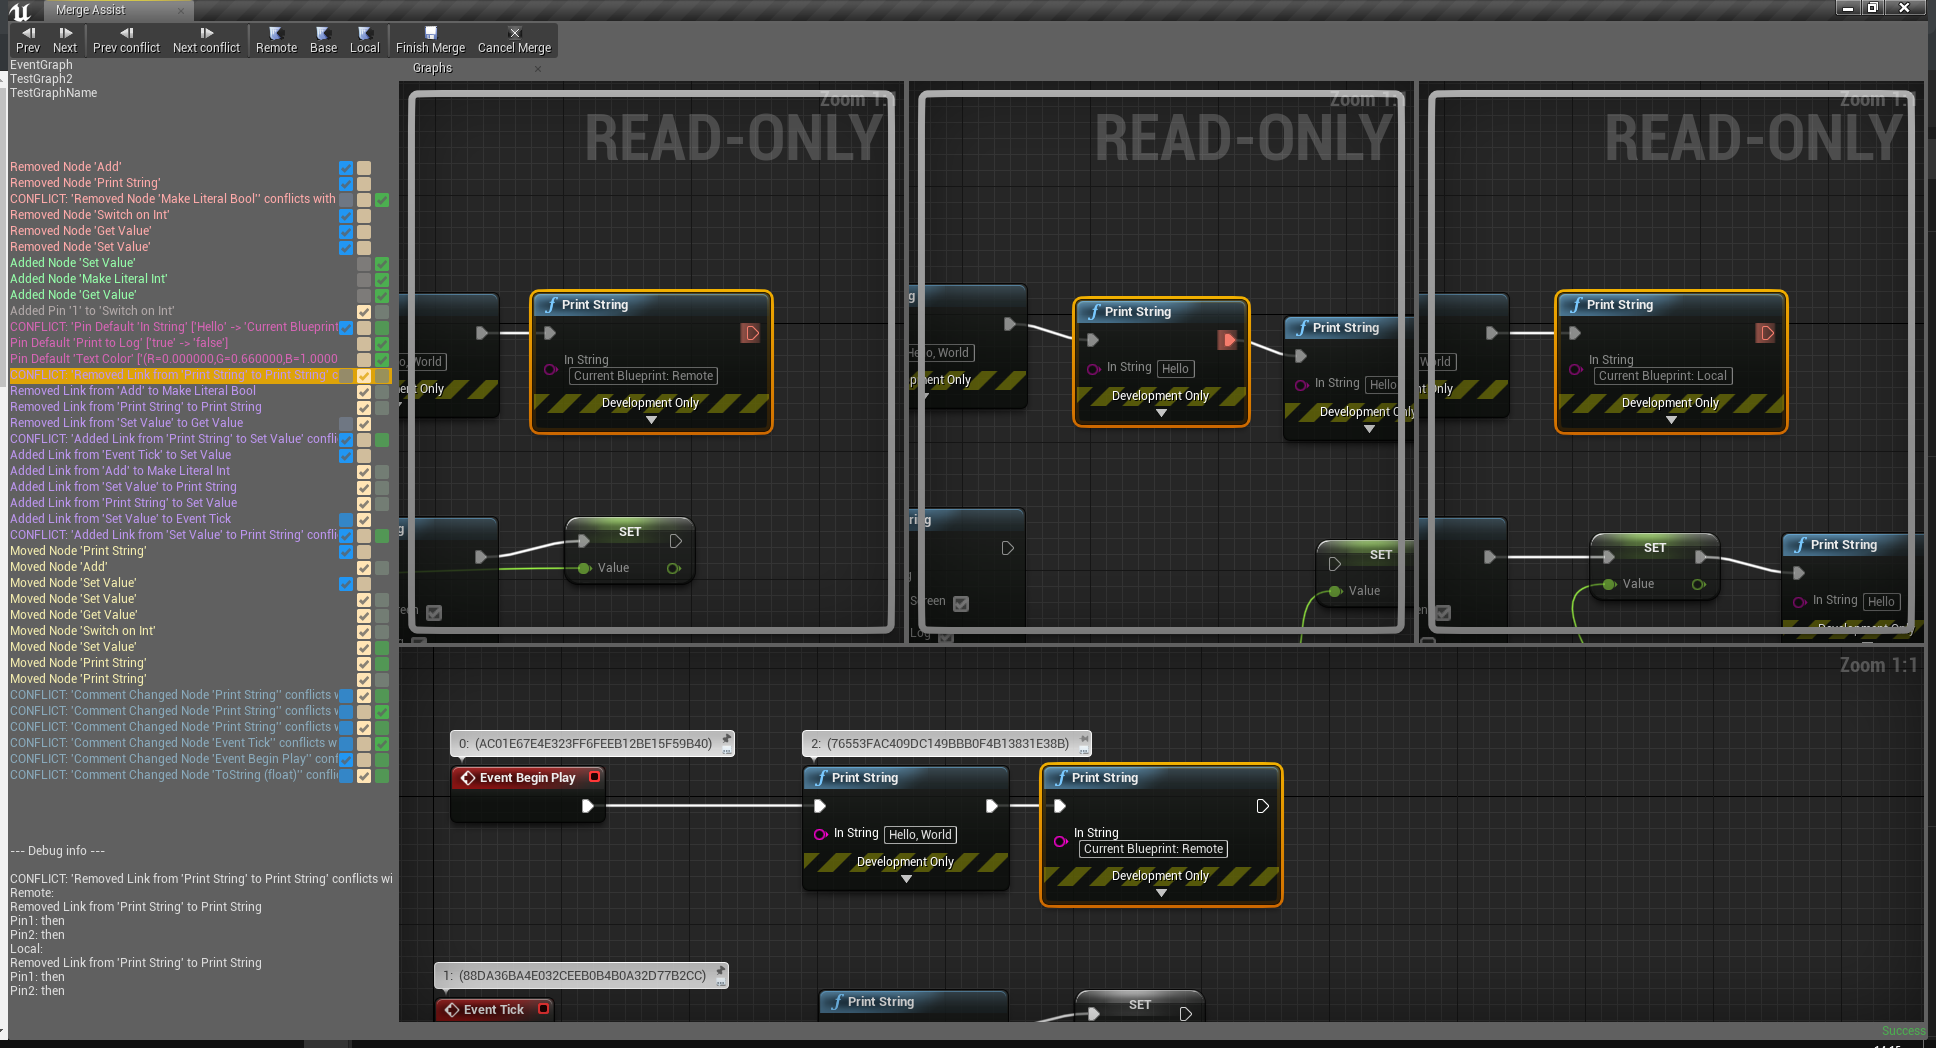 Merge Assist
Prev
Next
Prev conflict
Next conflict
Remote
Base
Local
Finish Merge
Cancel Merge
EventGraph
TestGraph2
TestGraphName
Graphs
Removed Node 'Add'
Removed Node 'Print String'
CONFLICT: 'Removed Node 'Make Literal Bool'' conflicts with
Removed Node 'Switch on Int'
Removed Node 'Get Value'
Removed Node 'Set Value'
Added Node 'Set Value'
Added Node 'Make Literal Int'
Added Node 'Get Value'
Added Pin '1' to 'Switch on Int'
CONFLICT: 'Pin Default 'In String' ['Hello' -> 'Current Blueprint
Pin Default 'Print to Log' ['true' -> 'false']
Pin Default 'Text Color' ['(R=0.000000,G=0.660000,B=1.0000
CONFLICT: 'Removed Link from 'Print String' to Print String'
Removed Link from 'Add' to Make Literal Bool
Removed Link from 'Print String' to Print String
Removed Link from 'Set Value' to Get Value
CONFLICT: 'Added Link from 'Print String' to Set Value' confli
Added Link from 'Event Tick' to Set Value
Added Link from 'Add' to Make Literal Int
Added Link from 'Set Value' to Print String
Added Link from 'Print String' to Set Value
Added Link from 'Set Value' to Event Tick
CONFLICT: 'Added Link from 'Set Value' to Print String' confli
Moved Node 'Print String'
Moved Node 'Add'
Moved Node 'Set Value'
Moved Node 'Set Value'
Moved Node 'Get Value'
Moved Node 'Switch on Int'
Moved Node 'Set Value'
Moved Node 'Print String'
Moved Node 'Print String'
CONFLICT: 'Comment Changed Node 'Print String'' conflicts w
CONFLICT: 'Comment Changed Node 'Print String'' conflicts w
CONFLICT: 'Comment Changed Node 'Print String'' conflicts w
CONFLICT: 'Comment Changed Node 'Event Tick'' conflicts w
CONFLICT: 'Comment Changed Node 'Event Begin Play'' conf
CONFLICT: 'Comment Changed Node 'ToString (float)'' confli
--- Debug info ---
CONFLICT: 'Removed Link from 'Print String' to Print String' conflicts wi
Remote:
Removed Link from 'Print String' to Print String
Pin1: then
Pin2: then
Local:
Removed Link from 'Print String' to Print String
Pin1: then
Pin2: then
Zoom 1:1
READ-ONLY
Print String
In String
Current Blueprint: Remote
Development Only
lo, World
ent Only
g
SET
Value
een
Zoom 1:1
READ-ONLY
g
Print String
In String
Hello
Development Only
Hello, World
pment Only
Print String
In String
Hello
Development Only
ring
Screen
Log
SET
Value
Zoom 1:1
READ-ONLY
Print String
In String
Current Blueprint: Local
Development Only
World
nt Only
SET
Value
en
Print String
In String
Hello
Development Only
Zoom 1:1
0: (AC01E67E4E323FF6FEEB12BE15F59B40)
Event Begin Play
2: (76553FAC409DC149BBB0F4B13831E38B)
Print String
In String
Hello, World
Development Only
Print String
In String
Current Blueprint: Remote
Development Only
1: (88DA36BA4E032CEEB0B4B0A32D77B2CC)
Event Tick
Print String
SET
Success